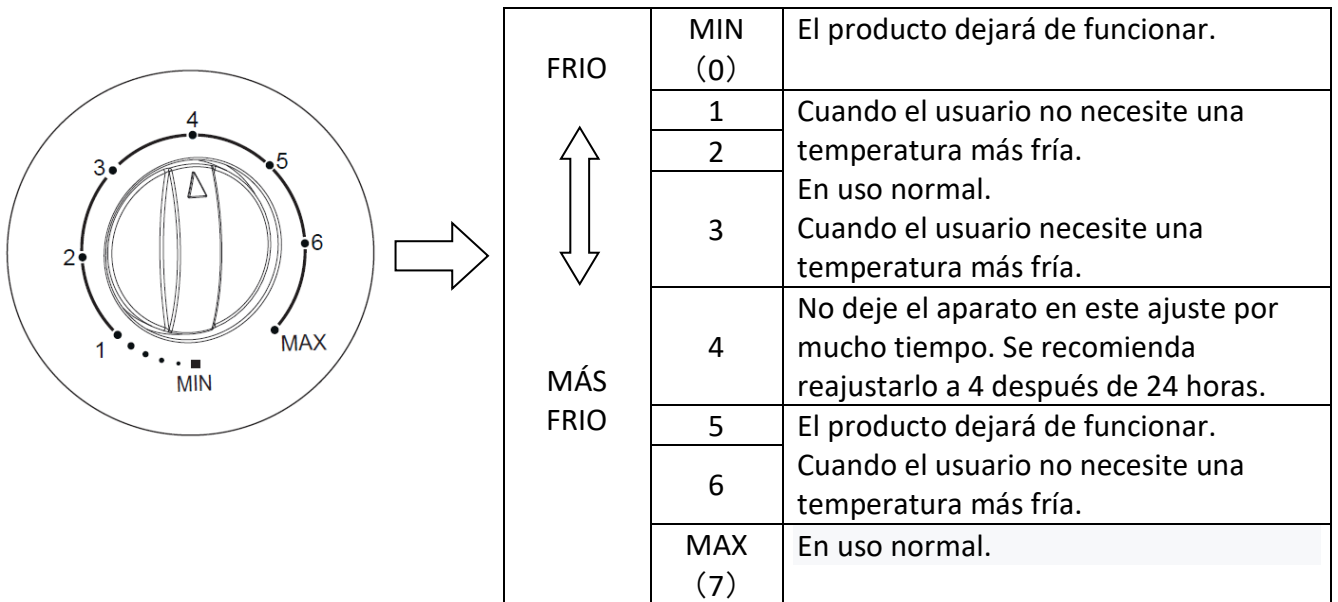 4
3
5
2
6
1
MAX
MIN
FRIO
MÁS
FRIO
MIN
（0）
El producto dejará de funcionar.
1
2
3
Cuando el usuario no necesite una
temperatura más fría.
En uso normal.
Cuando el usuario necesite una
temperatura más fría.
4
No deje el aparato en este ajuste por
mucho tiempo. Se recomienda
reajustarlo a 4 después de 24 horas.
5
6
El producto dejará de funcionar.
Cuando el usuario no necesite una
temperatura más fría.
MAX
（7）
En uso normal.